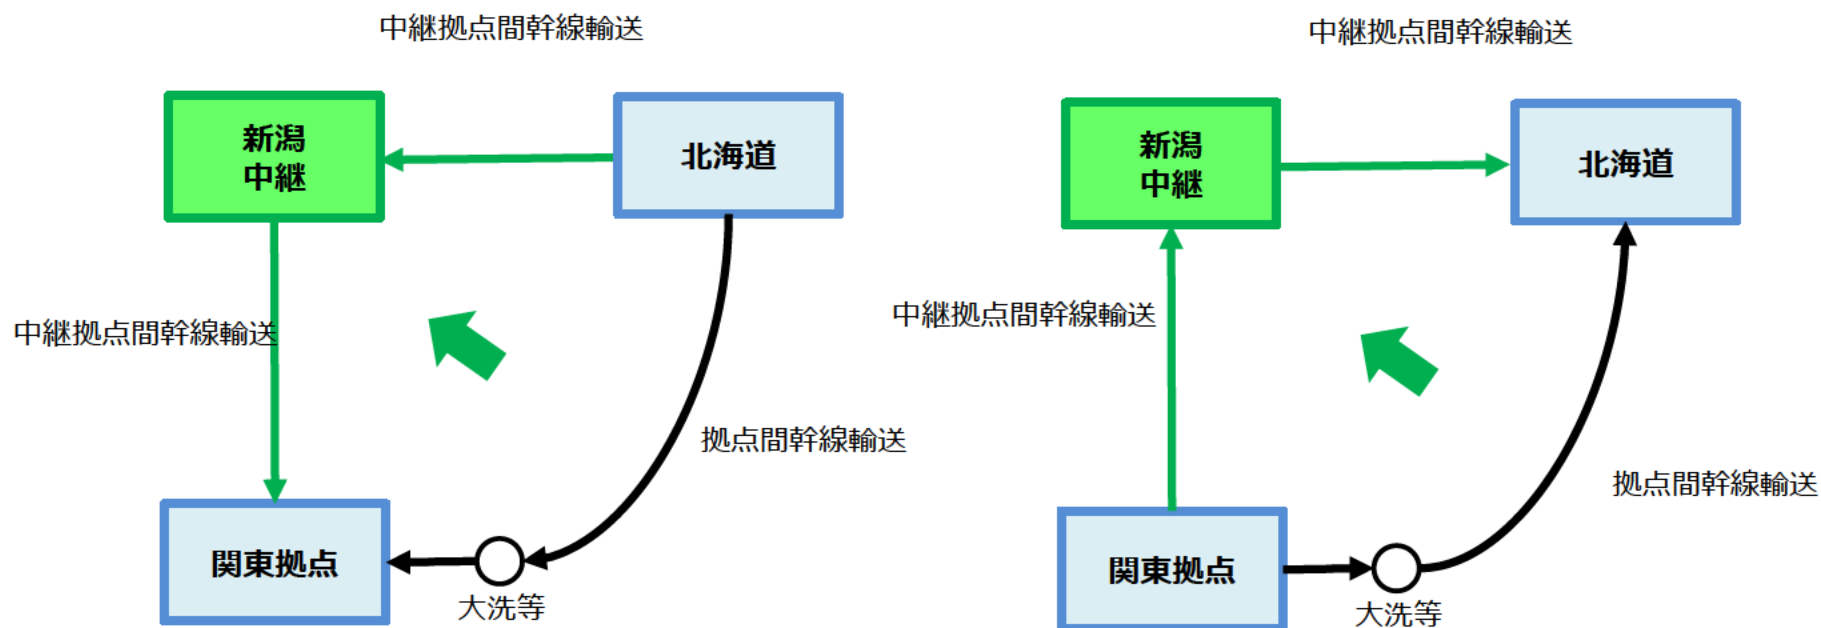 中継拠点間幹線輸送
新潟
中継
北海道
中継拠点間幹線輸送
拠点間幹線輸送
関東拠点
大洗等
中継拠点間幹線輸送
新潟
中継
北海道
中継拠点間幹線輸送
拠点間幹線輸送
関東拠点
大洗等